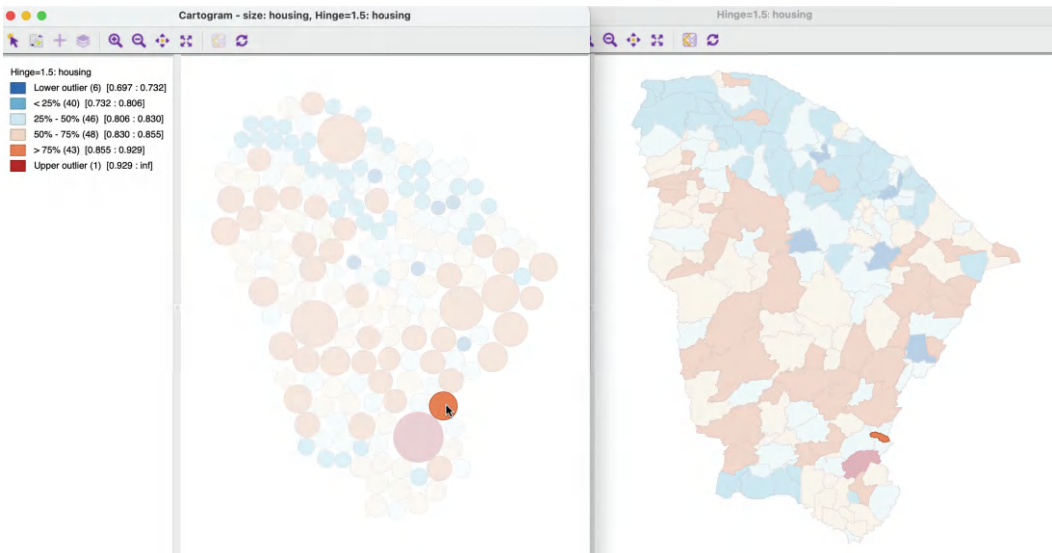 Cartogram - size: housing, Hinge=1.5: housing
Hinge=1.5: housing
Hinge=1.5: housing
Lower outlier (6) [0.697 : 0.732]
< 25% (40) [0.732 : 0.806]
25% - 50% (46) [0.806 : 0.830]
50% - 75% (48) [0.830 : 0.855]
> 75% (43) [0.855 : 0.929]
Upper outlier (1) [0.929 : inf]